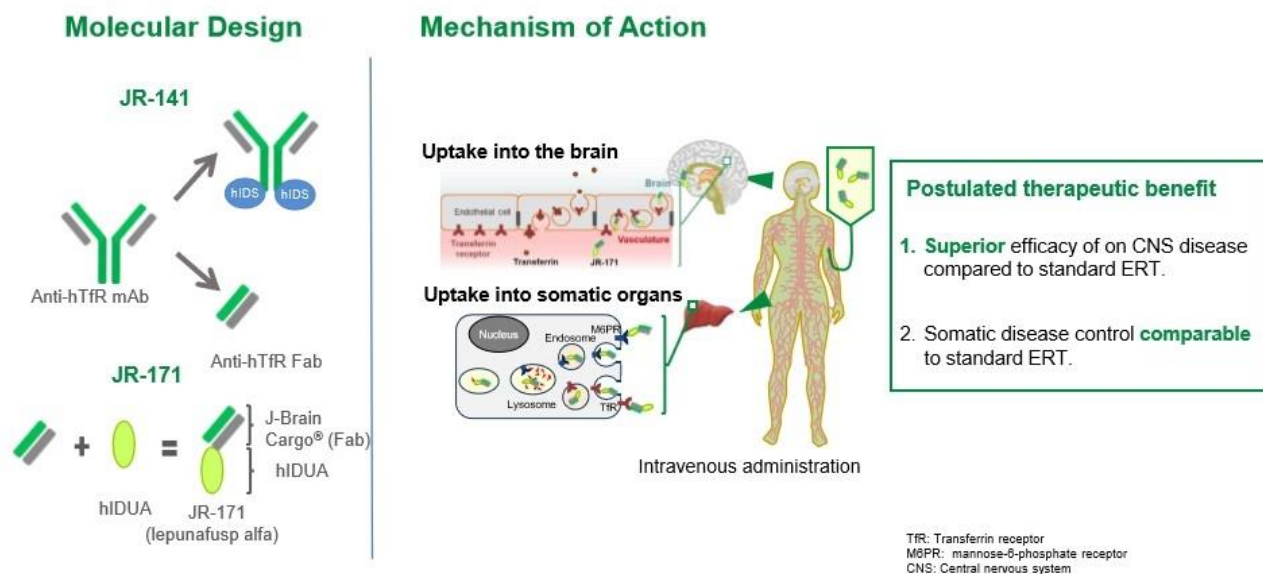 Molecular Design
JR-141
hIDS hIDS
Anti-hTfR mAb
Anti-hTfR Fab
JR-171
+ =
J-Brain
Cargo® (Fab)
hIDUA
hIDUA
JR-171
(lepunafusp alfa)
Mechanism of Action
Uptake into the brain
Brain
Endothelial cell
Transferrin
receptor
Vasculature
Transferrin
JR-171
Uptake into somatic organs
Nucleus
M6PR
Endosome
Lysosome
TfR
Intravenous administration
Postulated therapeutic benefit
1. Superior efficacy of on CNS disease
compared to standard ERT.
2. Somatic disease control comparable
to standard ERT.
TfR: Transferrin receptor
M6PR: mannose-6-phosphate receptor
CNS: Central nervous system